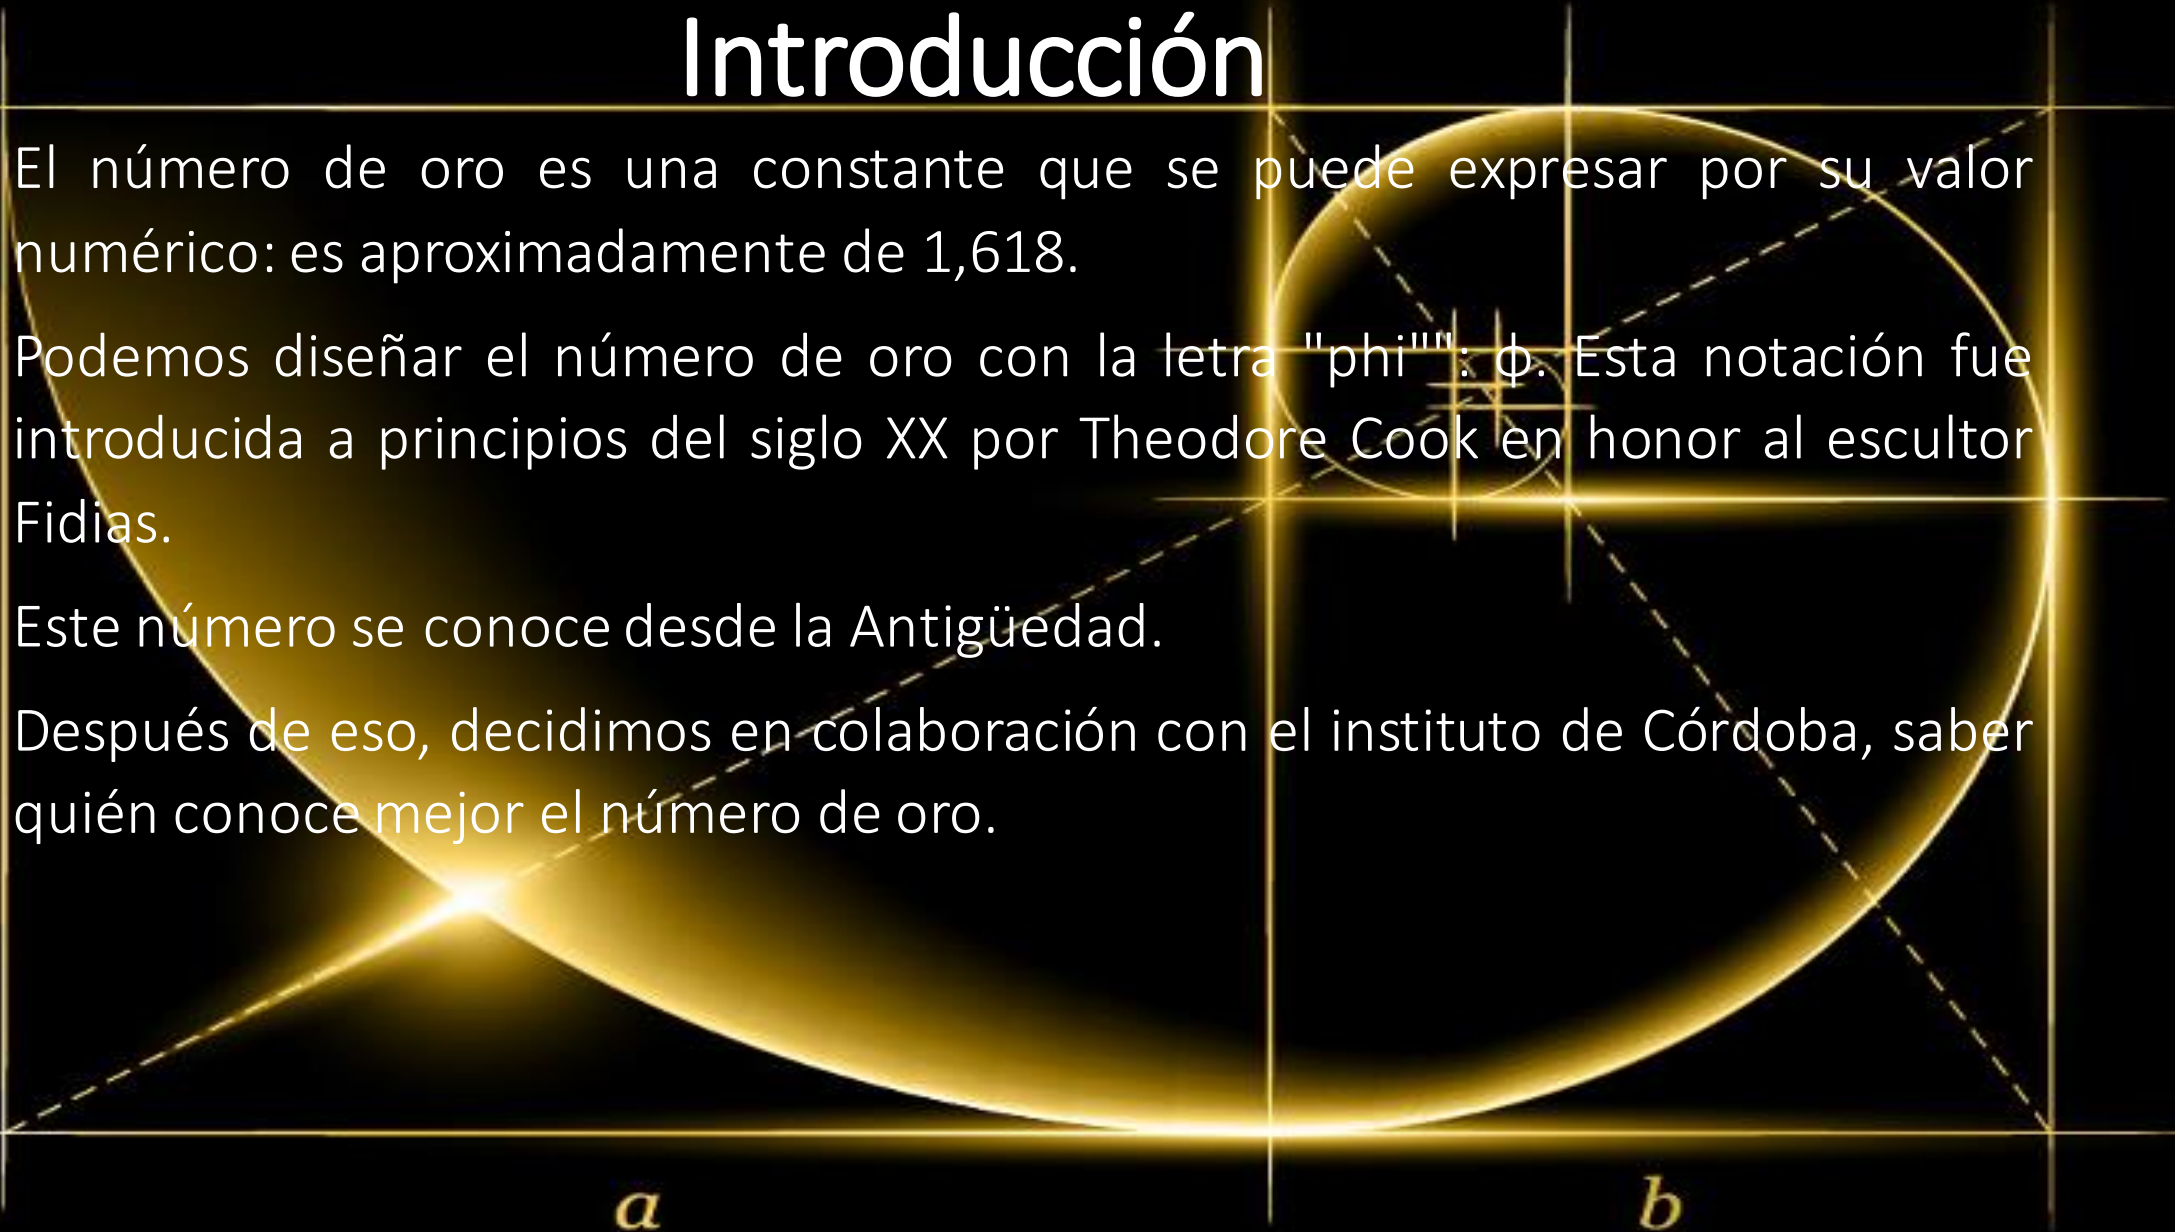 Introducción
El número de oro es una constante que se puede expresar por su valor
numérico: es aproximadamente de 1,618.
Podemos diseñar el número de oro con la letra "phi"": ф. Esta notación fue
introducida a principios del siglo XX por Theodore Cook en honor al escultor
Fidias.
Este número se conoce desde la Antigüedad.
Después de eso, decidimos en colaboración con el instituto de Córdoba, saber
quién conoce mejor el número de oro.
a b